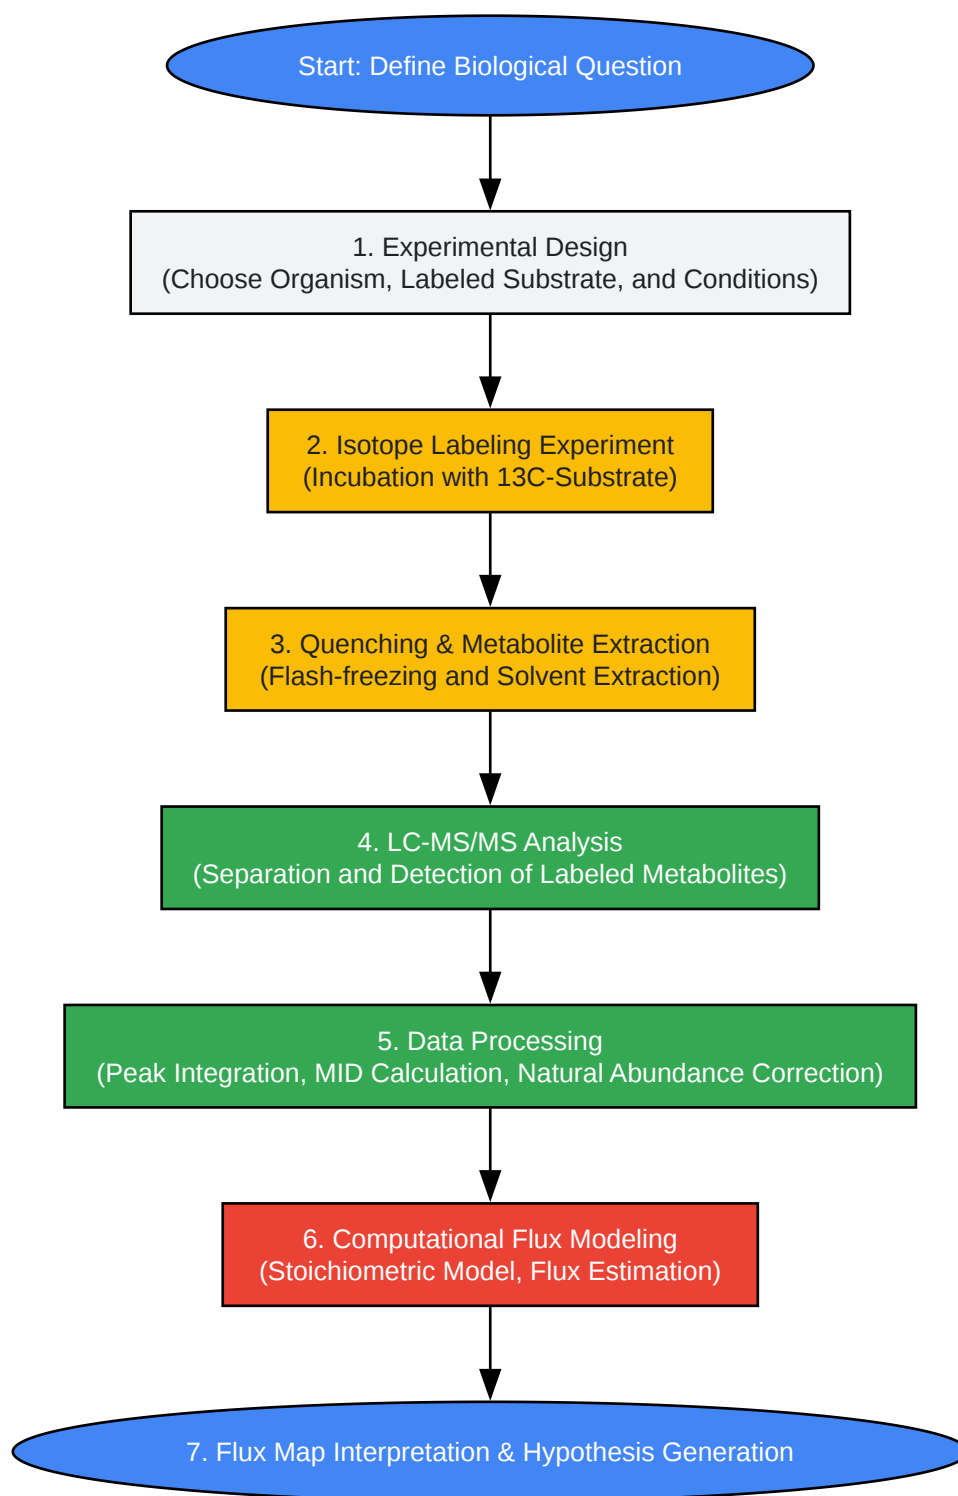 Start: Define Biological Question
1. Experimental Design
(Choose Organism, Labeled Substrate, and Conditions)
2. Isotope Labeling Experiment
(Incubation with 13C-Substrate)
3. Quenching & Metabolite Extraction
(Flash-freezing and Solvent Extraction)
4. LC-MS/MS Analysis
(Separation and Detection of Labeled Metabolites)
5. Data Processing
(Peak Integration, MID Calculation, Natural Abundance Correction)
6. Computational Flux Modeling
(Stoichiometric Model, Flux Estimation)
7. Flux Map Interpretation & Hypothesis Generation